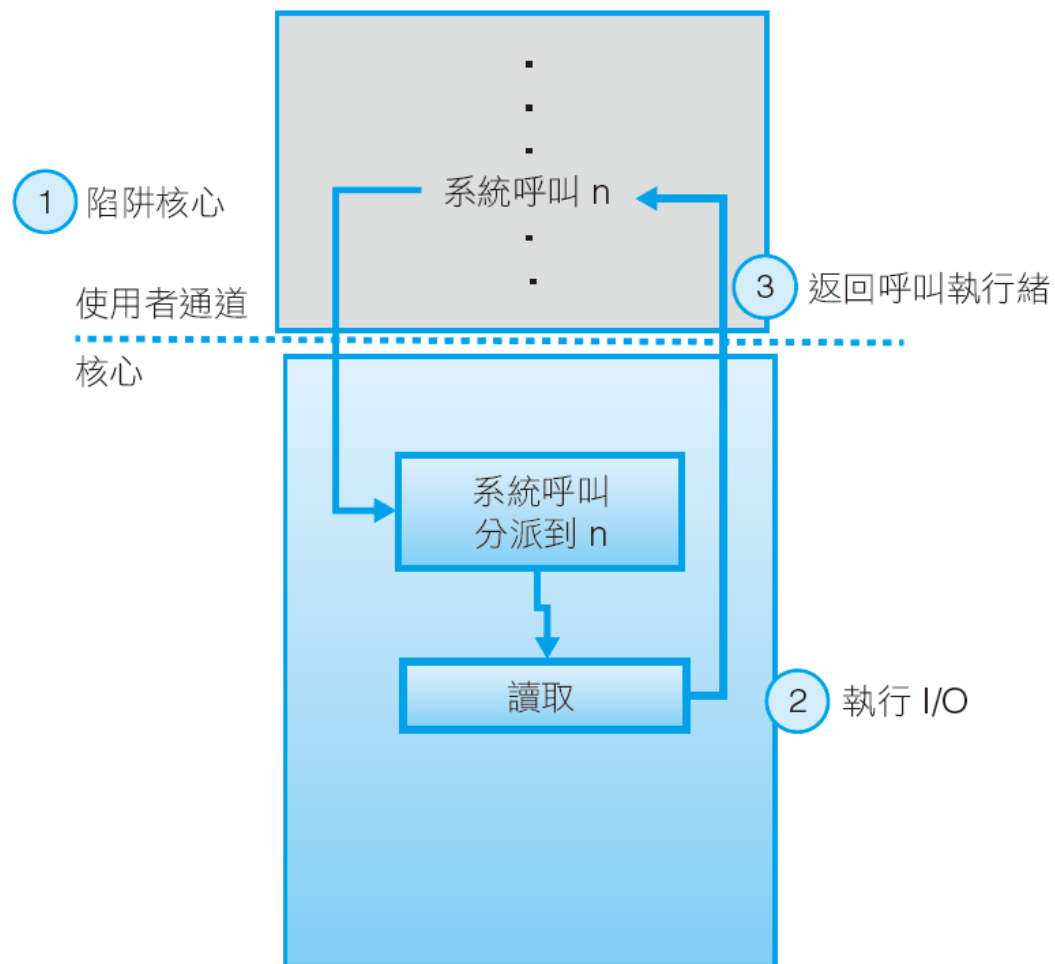 系統呼叫 n
1 陷阱核心
3 返回呼叫執行緒
使用者通道
核心
系統呼叫
分派到 n
讀取
2 執行 I/O